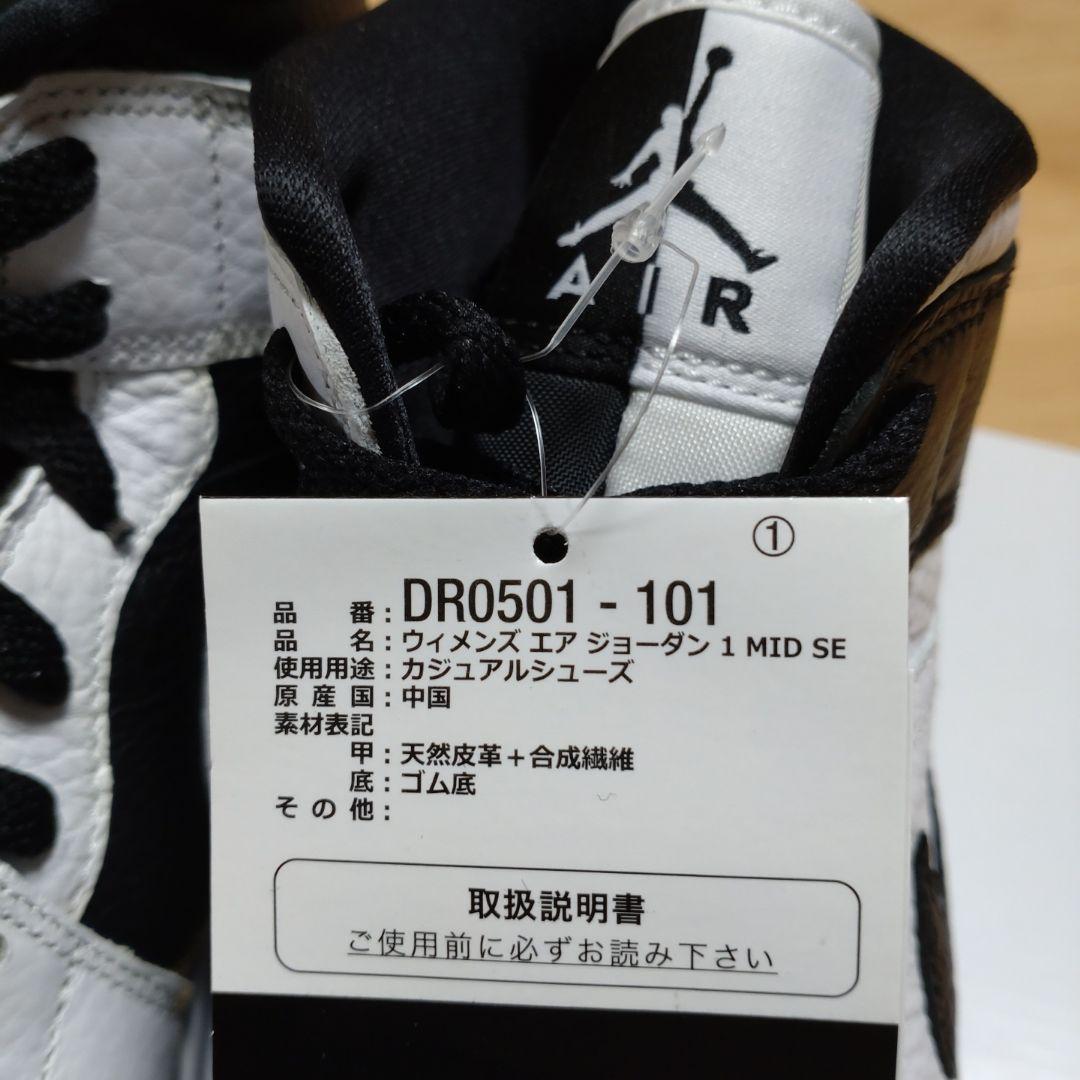 AIR
①
品番:DR0501 - 101
品名:ウィメンズ エア ジョーダン 1 MID SE
使用用途:カジュアルシューズ
原産国:中国
素材表記
甲:天然皮革+合成繊維
底:ゴム底
その他:
取扱説明書
ご使用前に必ずお読み下さい